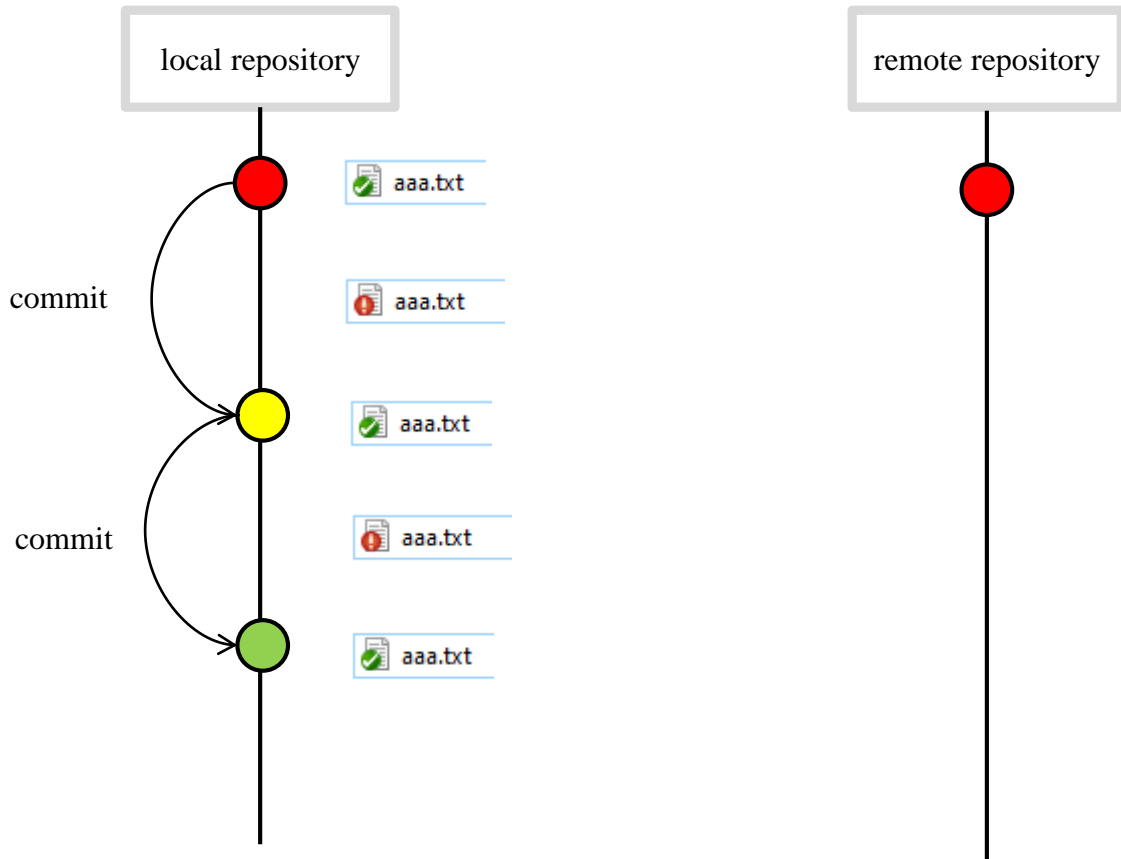 local repository
remote repository
aaa.txt
commit
aaa.txt
aaa.txt
commit
aaa.txt
aaa.txt